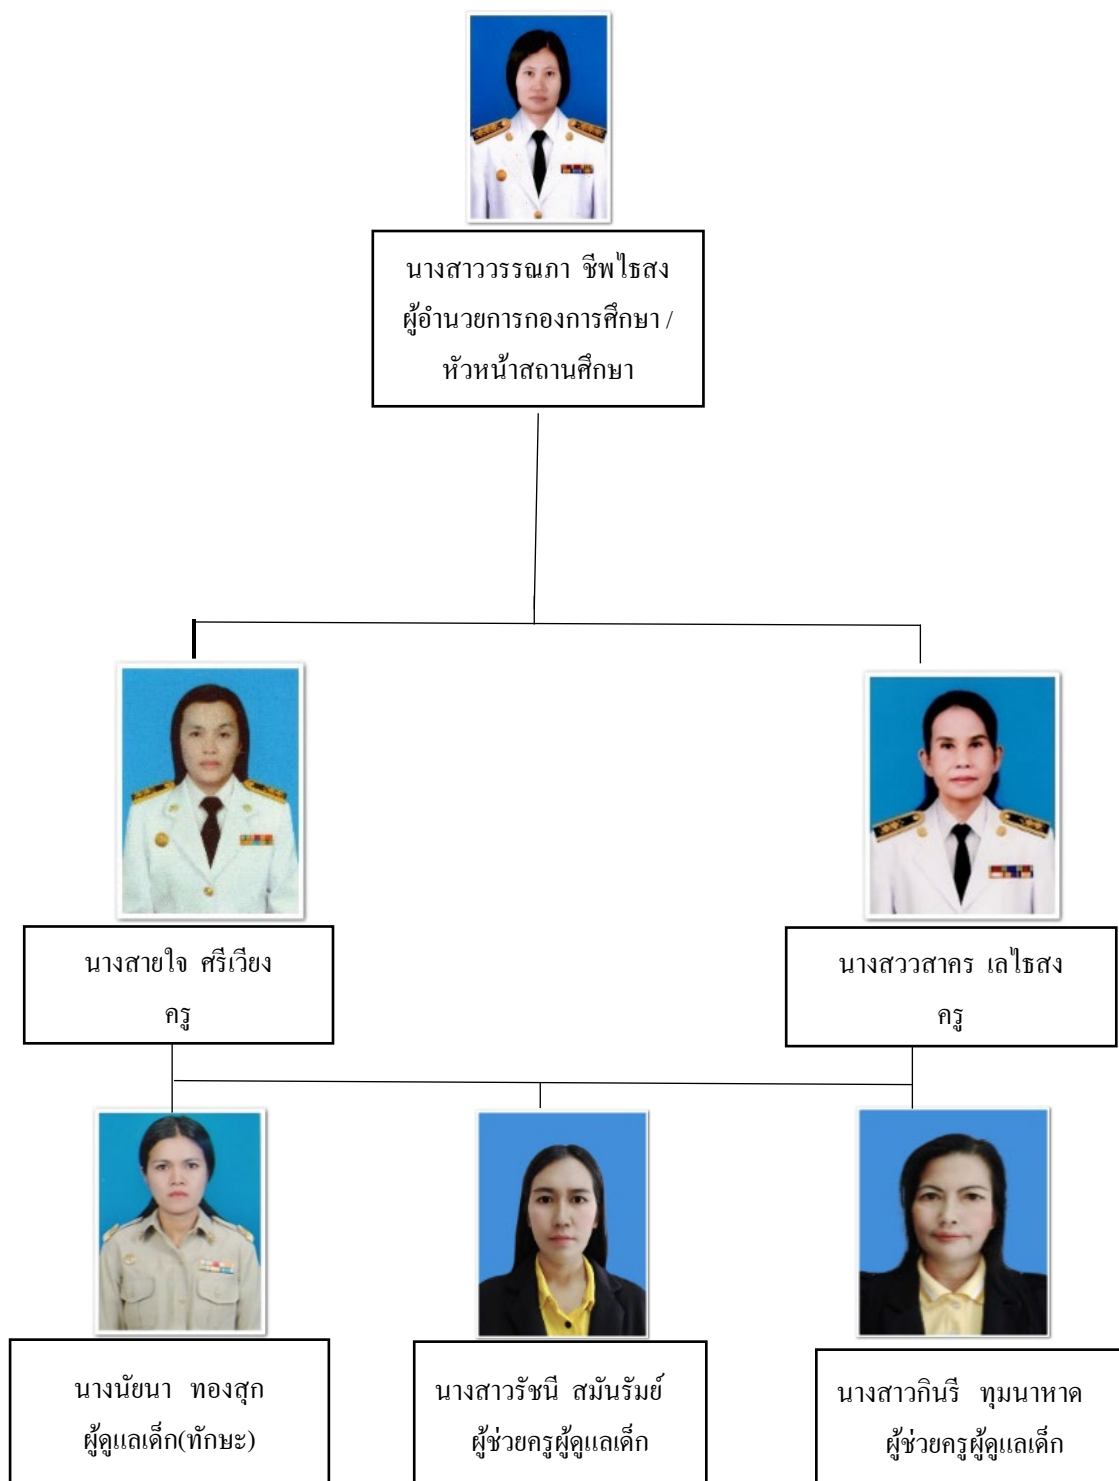 นางสาววรรณภา ชีพไธสง
ผู้อำนวยการกองการศึกษา /
หัวหน้าสถานศึกษา
นางสายใจ ศรีเวียง
ครู
นางสววสาคร เลไธสง
ครู
นางนัยนา ทองสุก
ผู้ดูแลเด็ก(ทักษะ)
นางสาวรัชนี สมันรัมย์
ผู้ช่วยครูผู้ดูแลเด็ก
นางสาวกินรี ทุมนาหาด
ผู้ช่วยครูผู้ดูแลเด็ก